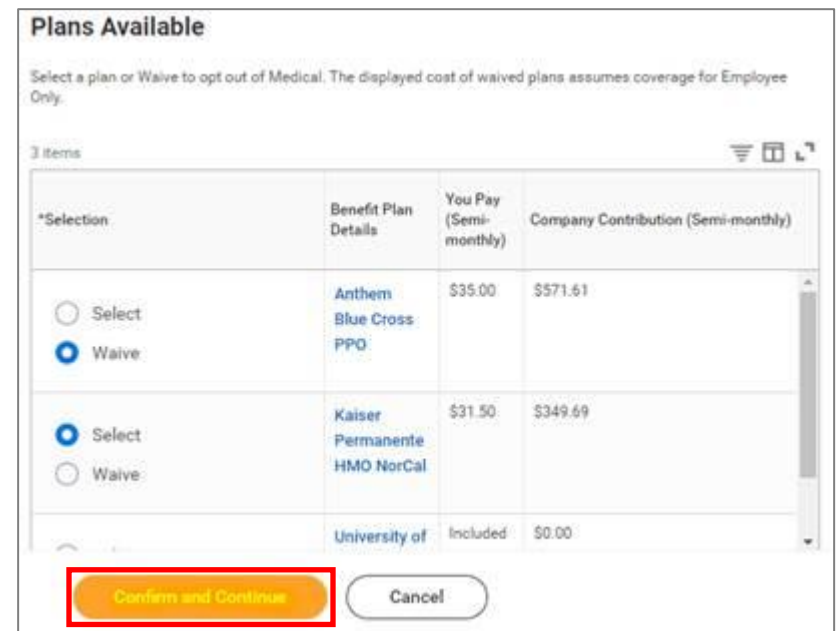 Plans Available
Select a plan or Waive to opt out of Medical. The displayed cost of waived plans assumes coverage for Employee
Only.
3 items
*Selection
Benefit Plan
Details
You Pay
(Semi-
monthly)
Company Contribution (Semi-monthly)
Select
Waive
Anthem
Blue Cross
PPO
$35.00
$571.61
Select
Waive
Kaiser
Permanente
HMO NorCal
$31.50
$349.69
University of
Included
$0.00
Confirm and Continue
Cancel